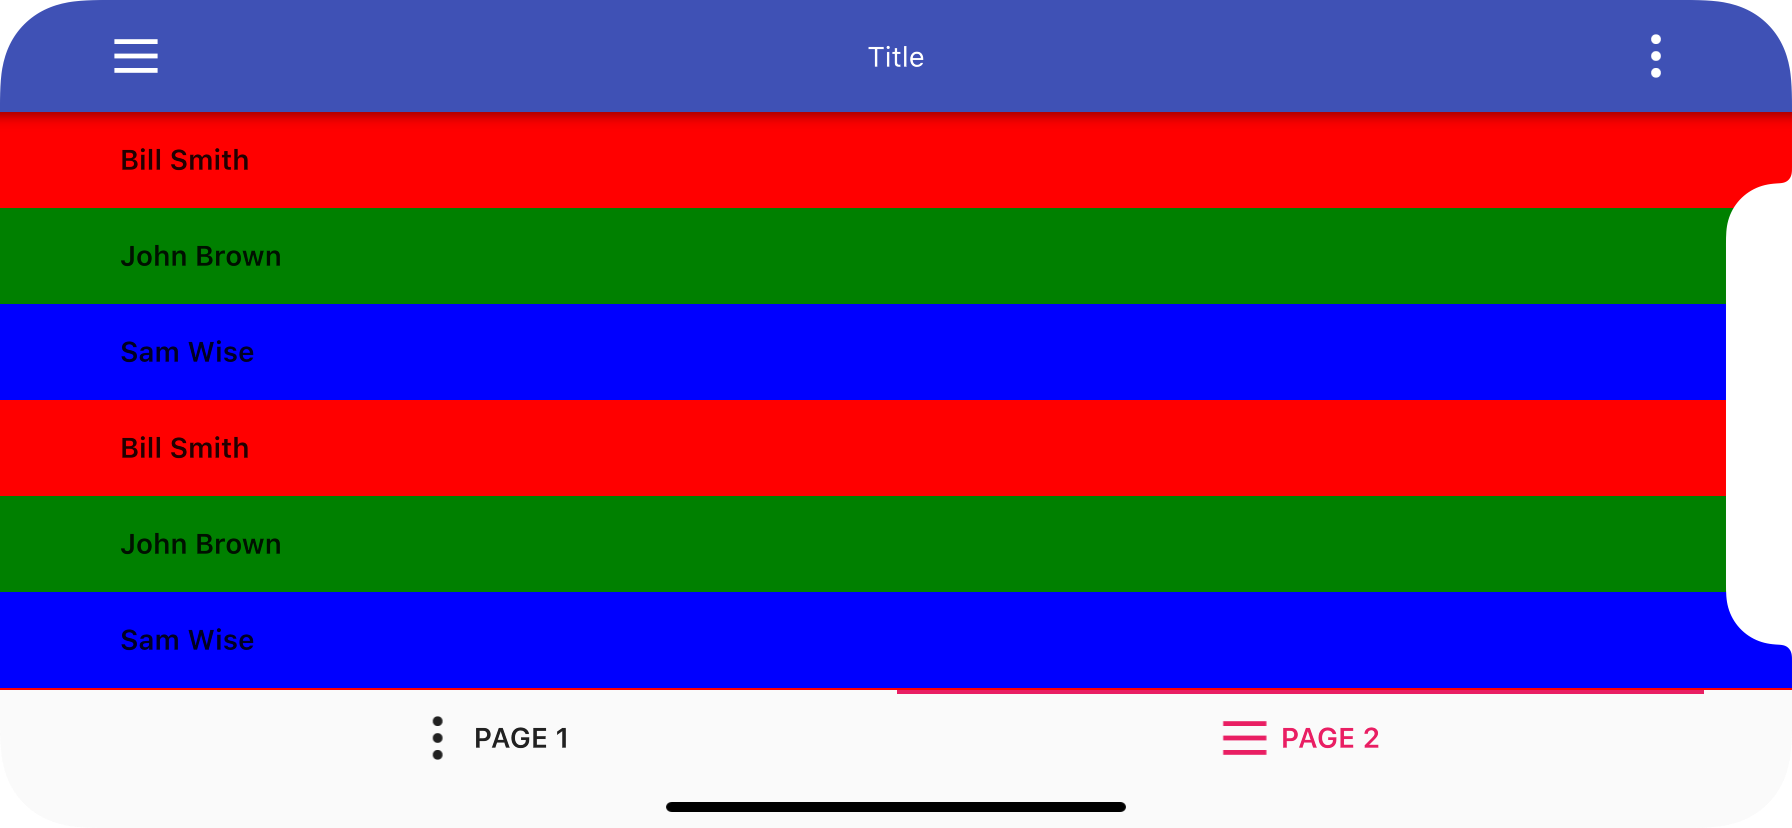 Title
Bill Smith
John Brown
Sam Wise
Bill Smith
John Brown
Sam Wise
PAGE 1
PAGE 2